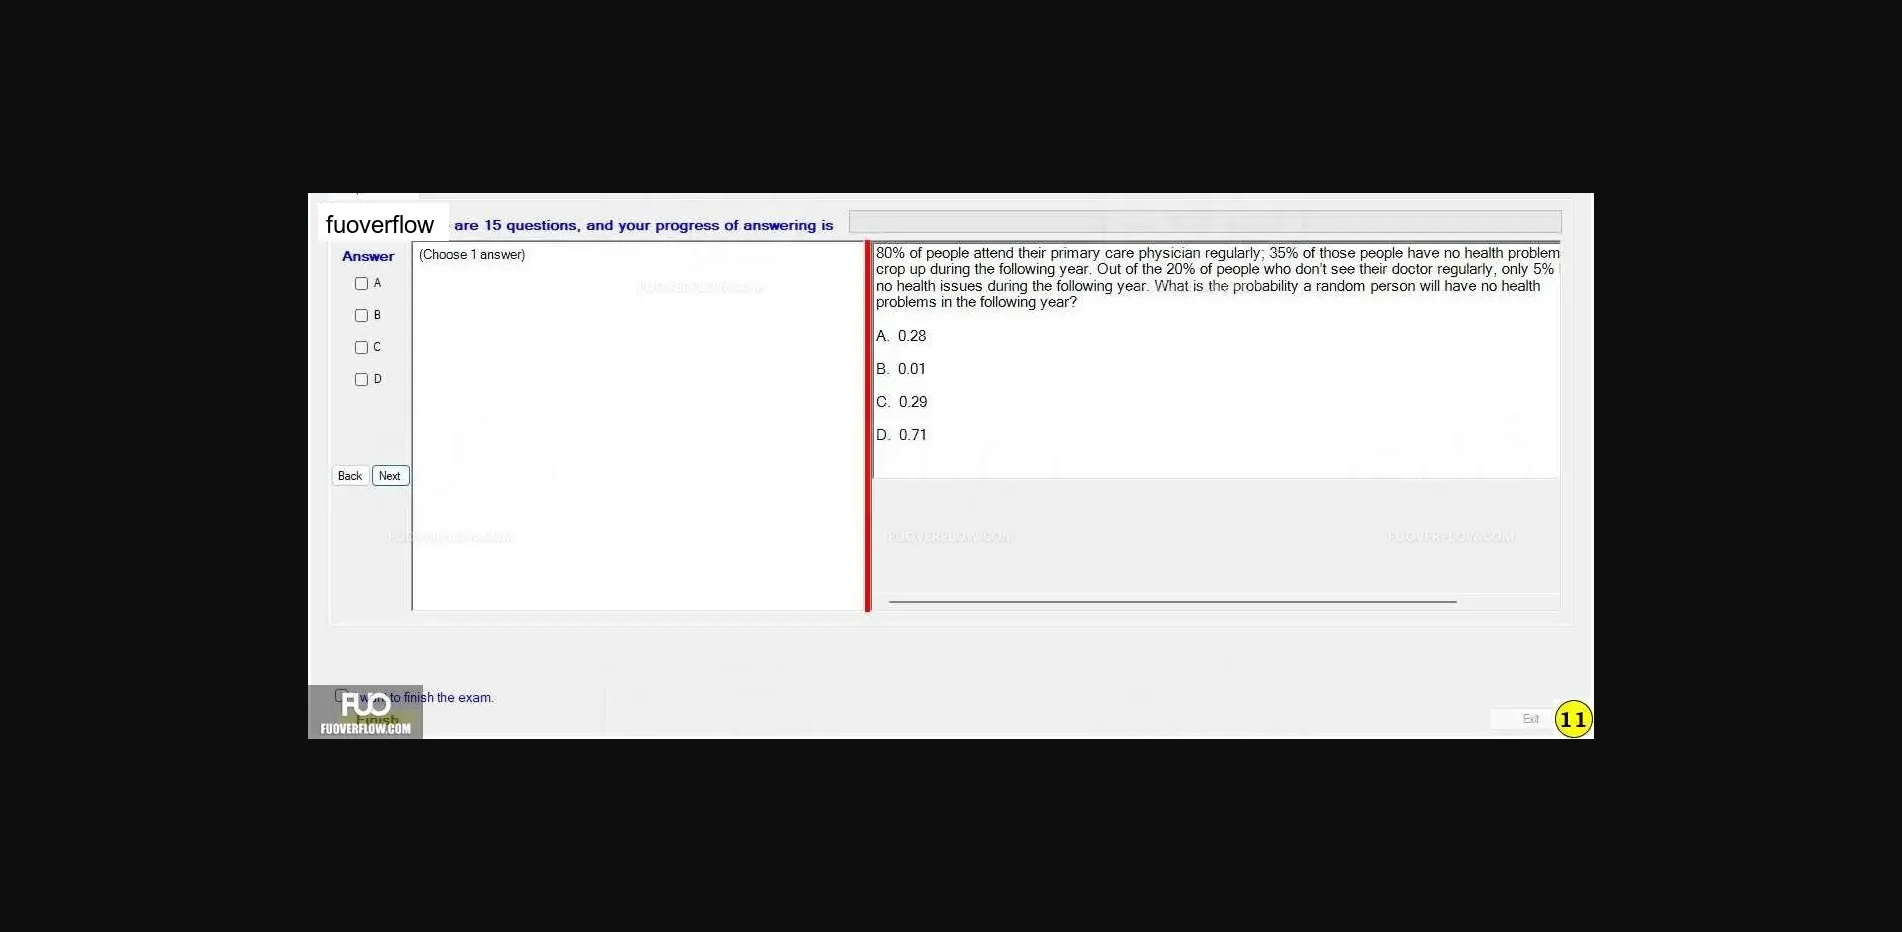 fuoverflow are 15 questions, and your progress of answering is
Answer
(Choose 1 answer)
A
B
C
D
Back Next
80% of people attend their primary care physician regularly; 35% of those people have no health problem
crop up during the following year. Out of the 20% of people who don't see their doctor regularly, only 5%
no health issues during the following year. What is the probability a random person will have no health
problems in the following year?
A. 0.28
B. 0.01
C. 0.29
D. 0.71
FUOVERFLOW.COM
FUOVERFLOW.COM FUOVERFLOW.COM FUOVERFLOW.COM
want to finish the exam.
Finish
FUO
FUOVERFLOW.COM
Exit
11